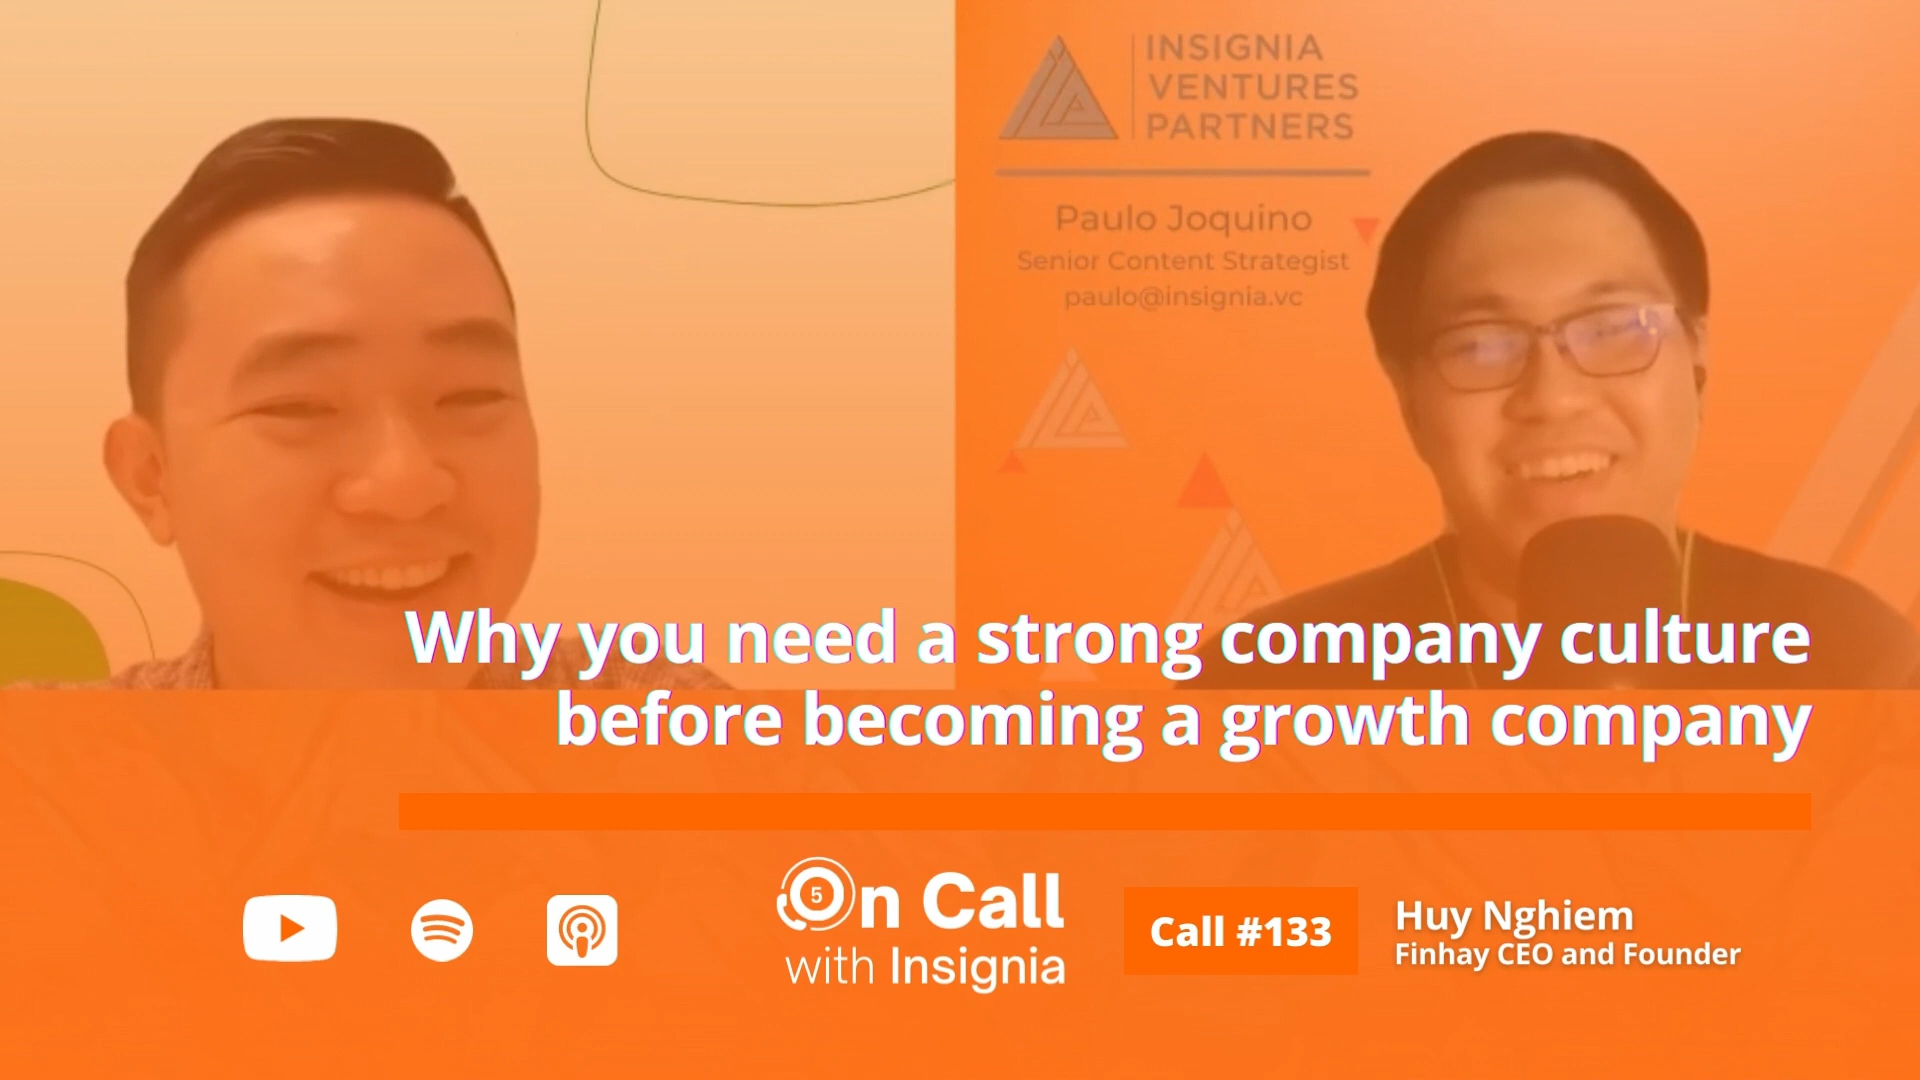 INSIGNIA
VENTURES
PARTNERS
Paulo Joquino
Senior Content Strategist
paulo@insignia.vc
Why you need a strong company culture
before becoming a growth company
5
On Call
with Insignia
Call #133
Huy Nghiem
Finhay CEO and Founder